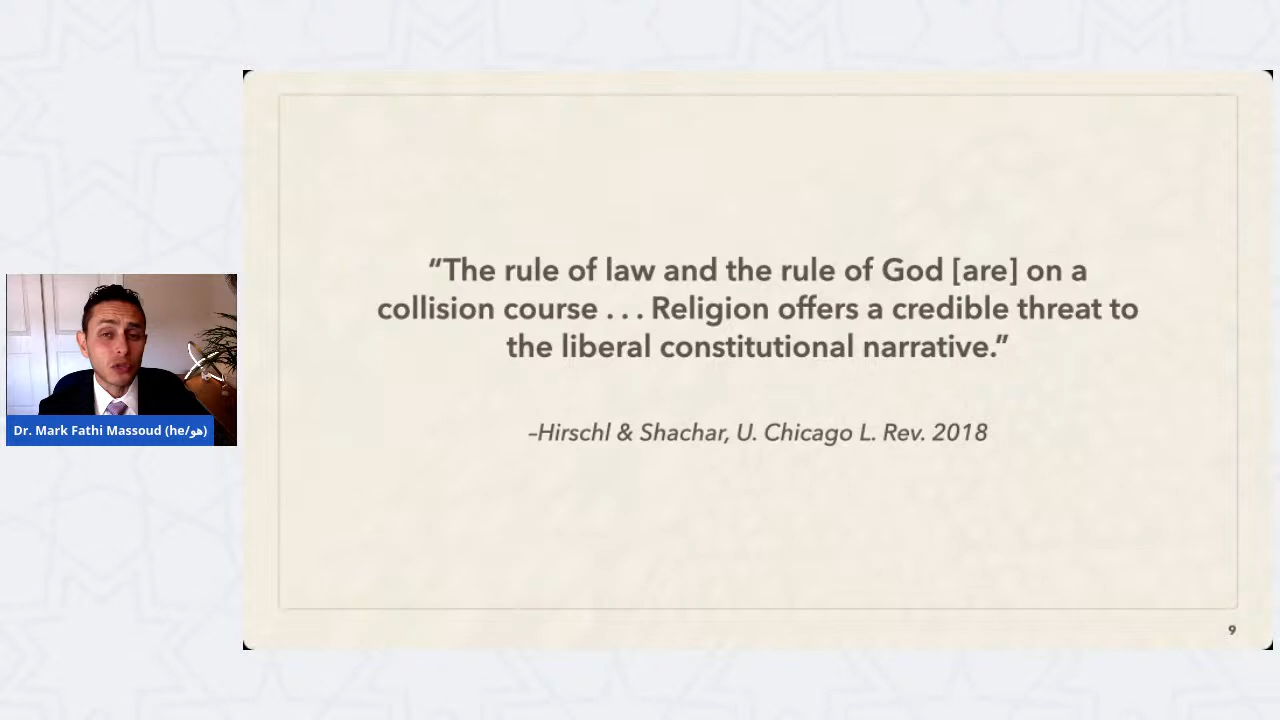 “The rule of law and the rule of God [are] on a
collision course . . . Religion offers a credible threat to
the liberal constitutional narrative.”
–Hirschl & Shachar, U. Chicago L. Rev. 2018
Dr. Mark Fathi Massoud (he/هو)
9